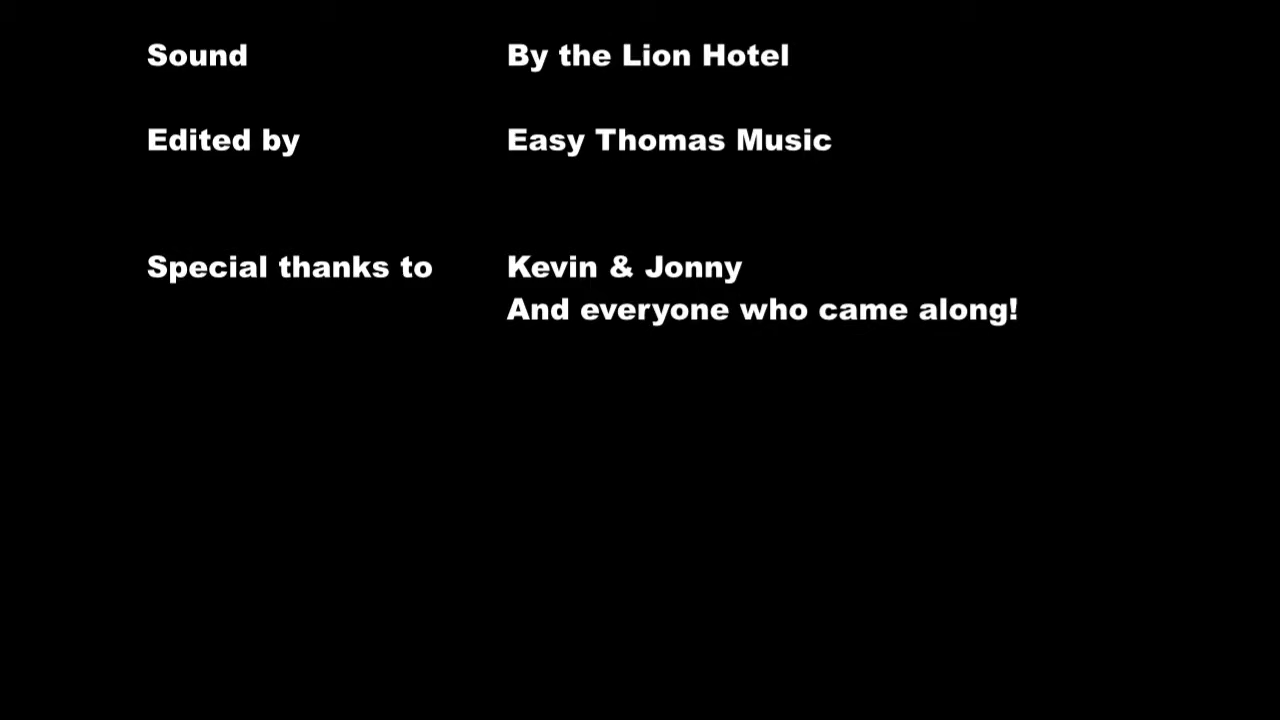 Sound By the Lion Hotel
Edited by Easy Thomas Music
Special thanks to Kevin & Jonny
And everyone who came along!